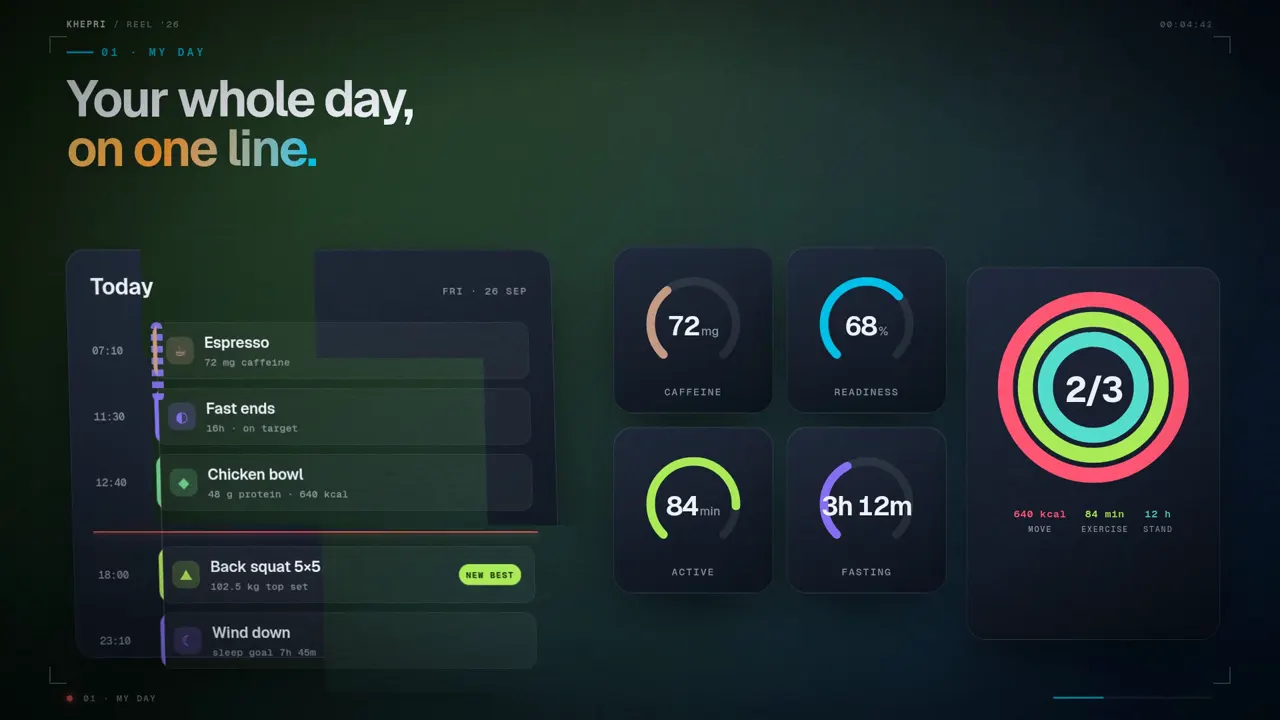 KHEPRI / REEL '26
00:04:42
01 · MY DAY
Your whole day,
on one line.
Today
FRI · 26 SEP
07:10
Espresso
72 mg caffeine
11:30
Fast ends
16h · on target
12:40
Chicken bowl
48 g protein · 640 kcal
18:00
Back squat 5×5
102.5 kg top set
NEW BEST
23:10
Wind down
sleep goal 7h 45m
72mg
CAFFEINE
68%
READINESS
84min
ACTIVE
3h 12m
FASTING
2/3
640 kcal
MOVE
84 min
EXERCISE
12 h
STAND
01 · MY DAY